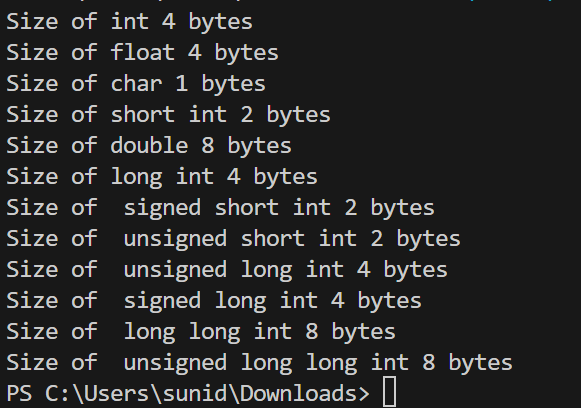 Size of int 4 bytes
Size of float 4 bytes
Size of char 1 bytes
Size of short int 2 bytes
Size of double 8 bytes
Size of long int 4 bytes
Size of  signed short int 2 bytes
Size of  unsigned short int 2 bytes
Size of  unsigned long int 4 bytes
Size of  signed long int 4 bytes
Size of  long long int 8 bytes
Size of  unsigned long long int 8 bytes
PS C:\Users\sunid\Downloads>